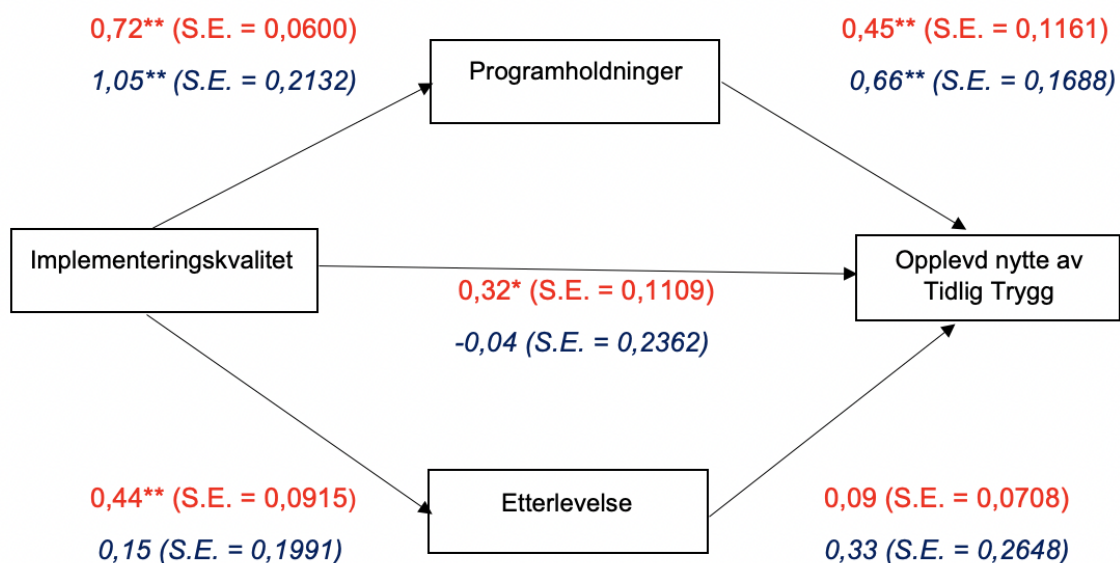 0,72** (S.E. = 0,0600)
1,05** (S.E. = 0,2132)
Programholdninger
0,45** (S.E. = 0,1161)
0,66** (S.E. = 0,1688)
Implementeringskvalitet
0,32* (S.E. = 0,1109)
-0,04 (S.E. = 0,2362)
Opplevd nytte av
Tidlig Trygg
0,44** (S.E. = 0,0915)
0,15 (S.E. = 0,1991)
Etterlevelse
0,09 (S.E. = 0,0708)
0,33 (S.E. = 0,2648)